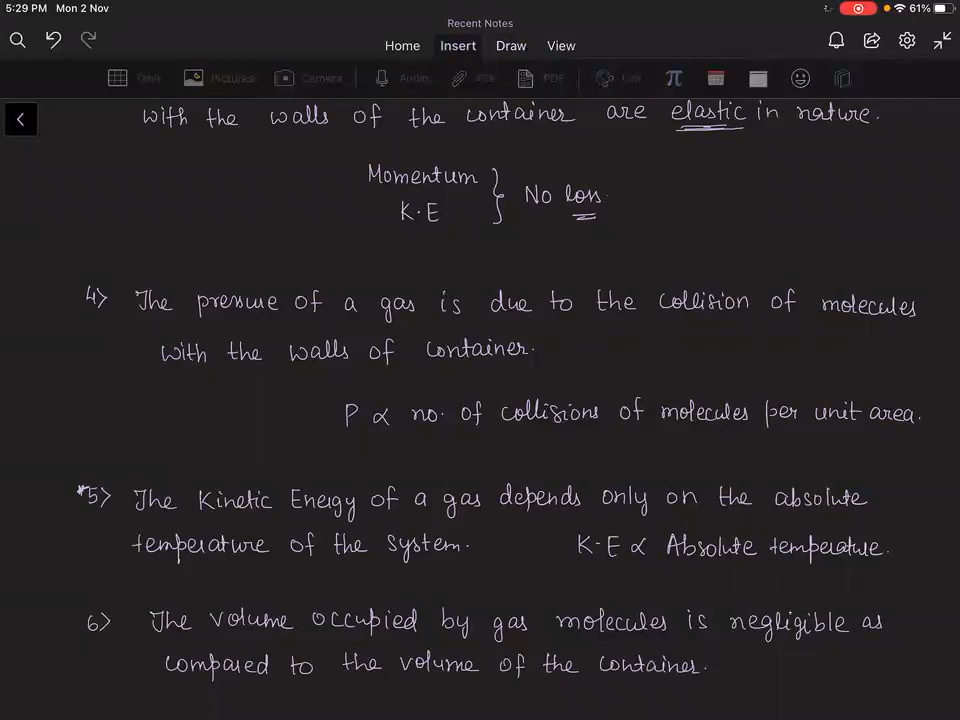 5:29 PM Mon 2 Nov
61%
Recent Notes
Home Insert Draw View
Table Pictures Camera Audio File PDF Link
with the walls of the container are elastic in nature.
Momentum
K.E } No loss.
4> The pressure of a gas is due to the collision of molecules
with the walls of container.
P ∝ no. of collisions of molecules per unit area.
*5> The Kinetic Energy of a gas depends only on the absolute
temperature of the system. K.E ∝ Absolute temperature.
6> The volume occupied by gas molecules is negligible as
compared to the volume of the container.